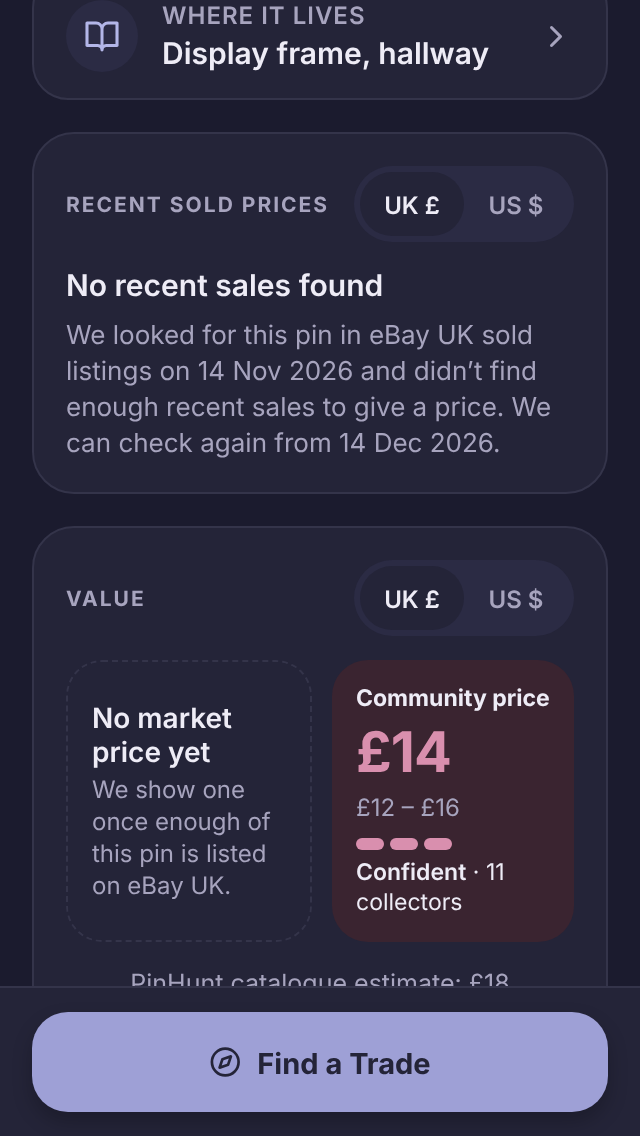 WHERE IT LIVES
Display frame, hallway
RECENT SOLD PRICES
UK £
US $
No recent sales found
We looked for this pin in eBay UK sold
listings on 14 Nov 2026 and didn’t find
enough recent sales to give a price. We
can check again from 14 Dec 2026.
VALUE
UK £
US $
No market
price yet
We show one
once enough of
this pin is listed
on eBay UK.
Community price
£14
£12 – £16
Confident · 11
collectors
PinHunt catalogue estimate: £18
Find a Trade